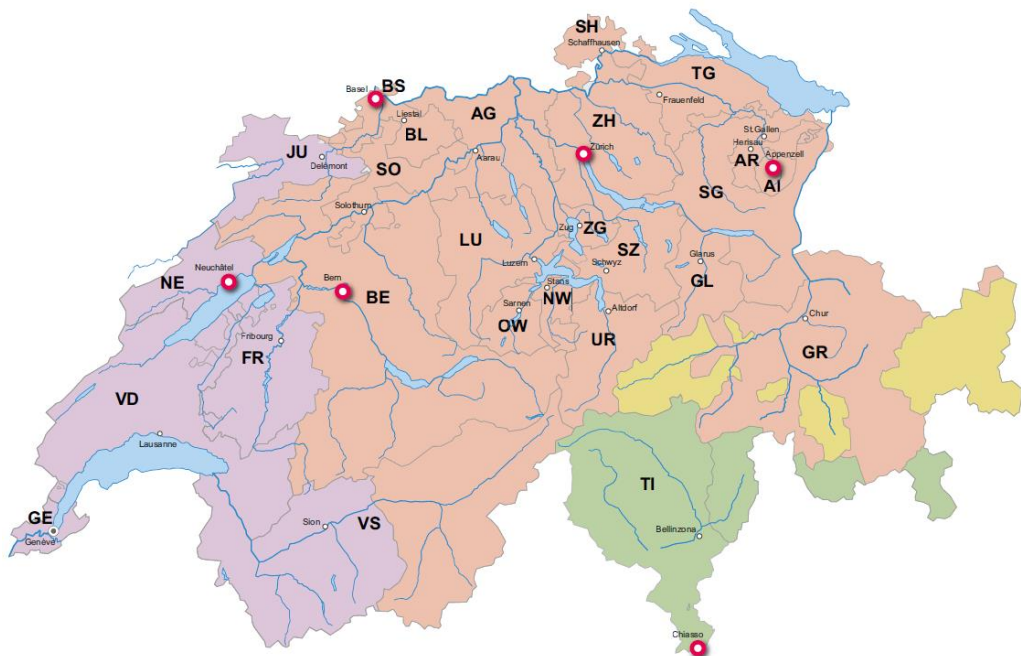 SH
Schaffhausen
TG
BS
Basel
Frauenfeld
AG
ZH
Liestal
BL
St.Gallen
Zürich
Herisau
JU
Aarau
AR
Appenzell
Delémont
SO
AI
SG
Solothurn
ZG
Zug
LU
SZ
Luzern
Glarus
Neuchâtel
Schwyz
NE
Bern
Stans
GL
BE
NW
Sarnen
Altdorf
OW
Chur
Fribourg
UR
FR
GR
VD
Lausanne
TI
GE
VS
Sion
Bellinzona
Genève
Chiasso